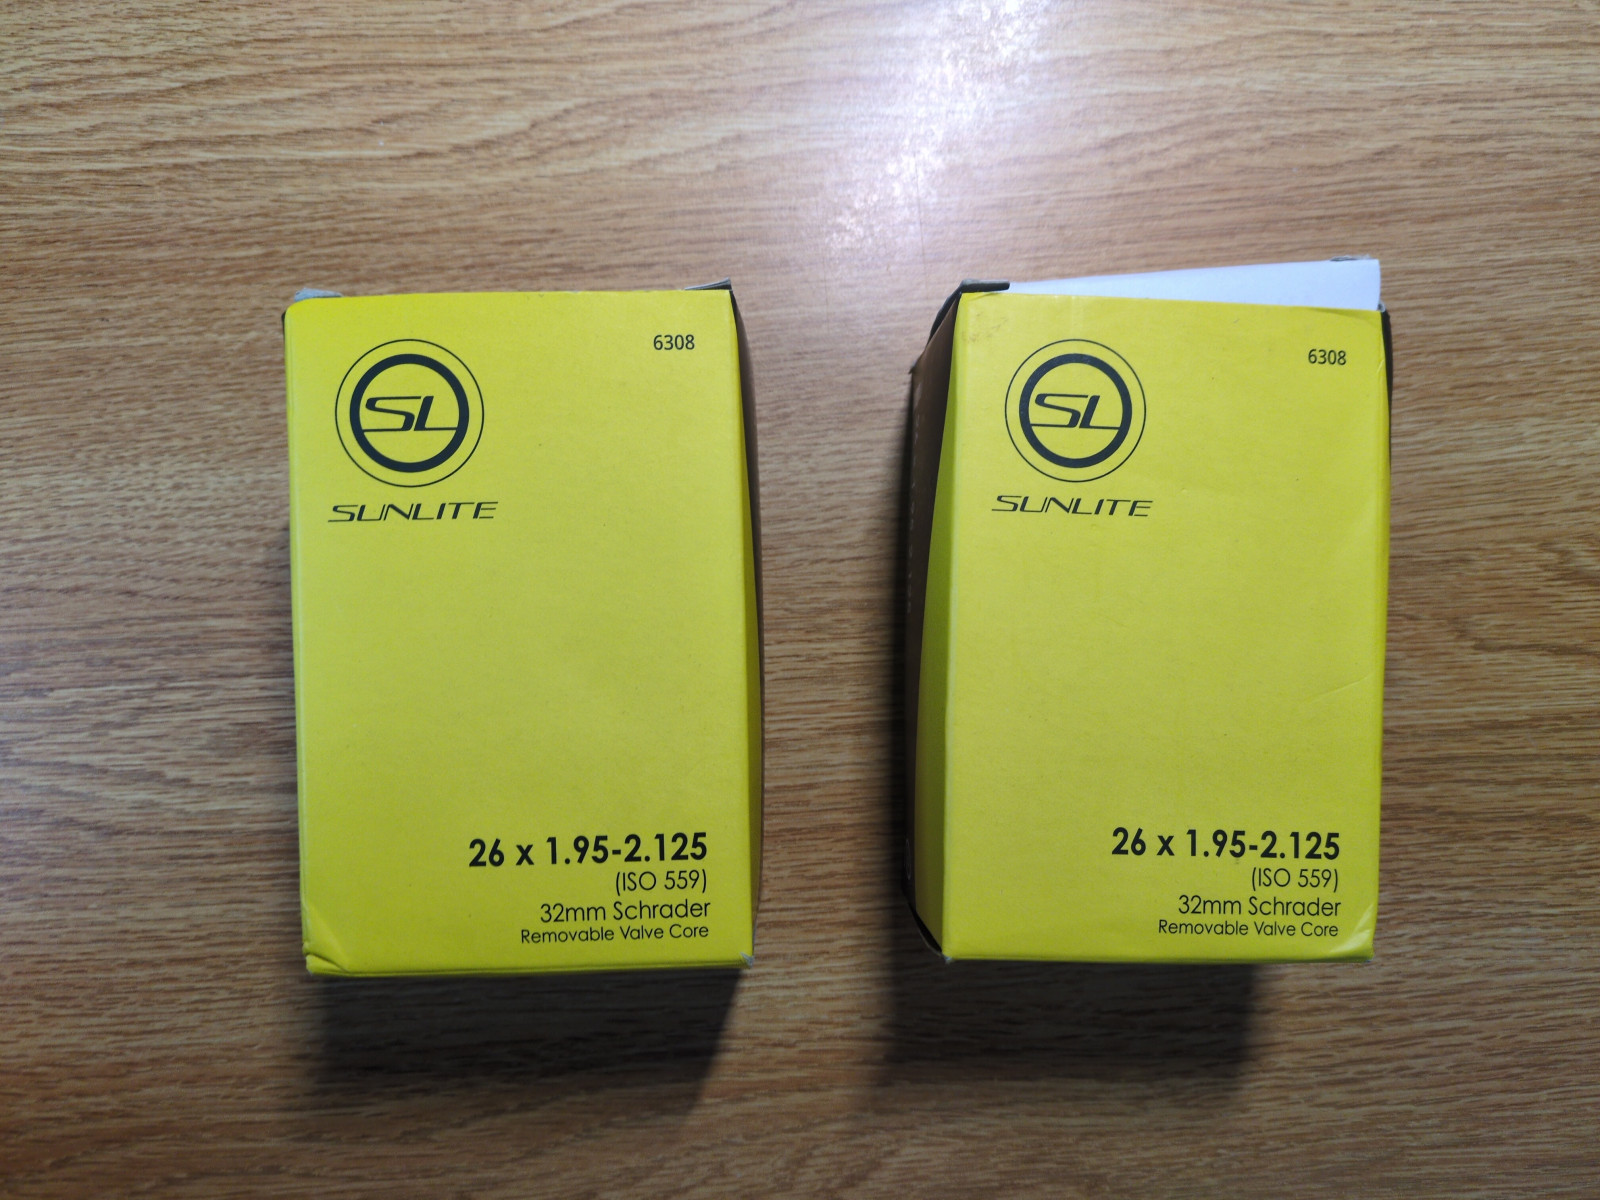 6308
SL
SUNLITE
26 x 1.95-2.125
(ISO 559)
32mm Schrader
Removable Valve Core
6308
SL
SUNLITE
26 x 1.95-2.125
(ISO 559)
32mm Schrader
Removable Valve Core